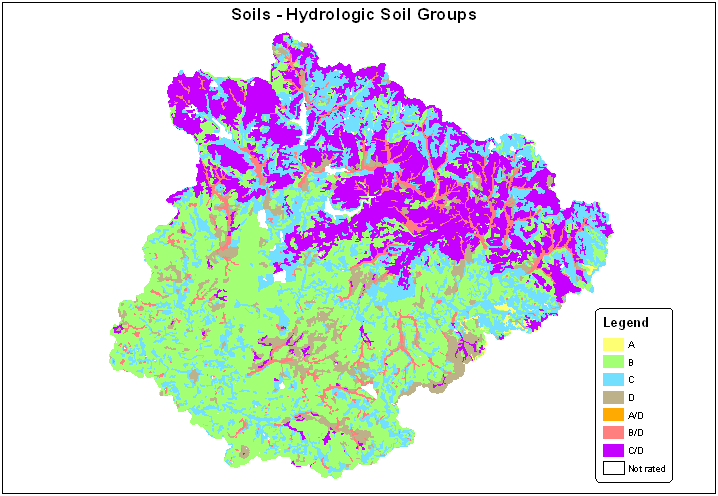 Soils - Hydrologic Soil Groups
Legend
A
B
C
D
A/D
B/D
C/D
Not rated